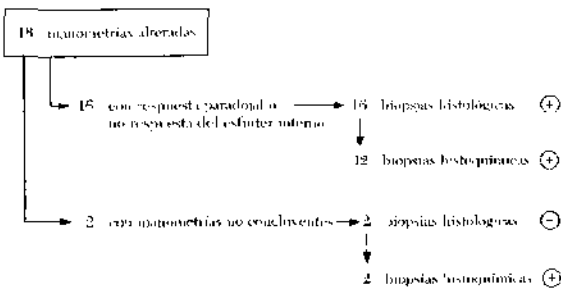 18 manometrías alteradas
16 con respuesta paradojal o
no respuesta del esfínter interno
16 biopsias histológicas (+)
12 biopsias histoquímicas (+)
2 con manometrías no concluyentes
2 biopsias histológicas (−)
2 biopsias histoquímicas (+)